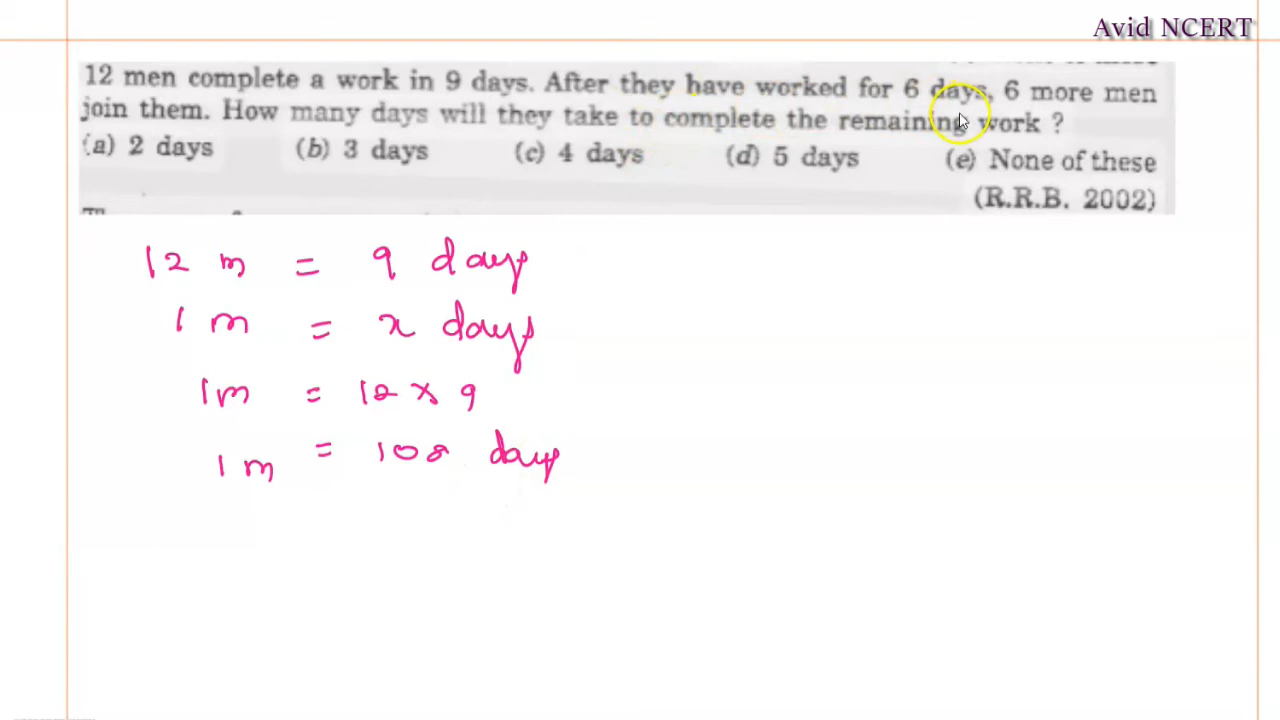 Avid NCERT
12 men complete a work in 9 days. After they have worked for 6 days, 6 more men
join them. How many days will they take to complete the remaining work ?
(a) 2 days (b) 3 days (c) 4 days (d) 5 days (e) None of these
(R.R.B. 2002)
12 m = 9 days
1 m = x days
1m = 12 x 9
1 m = 108 days